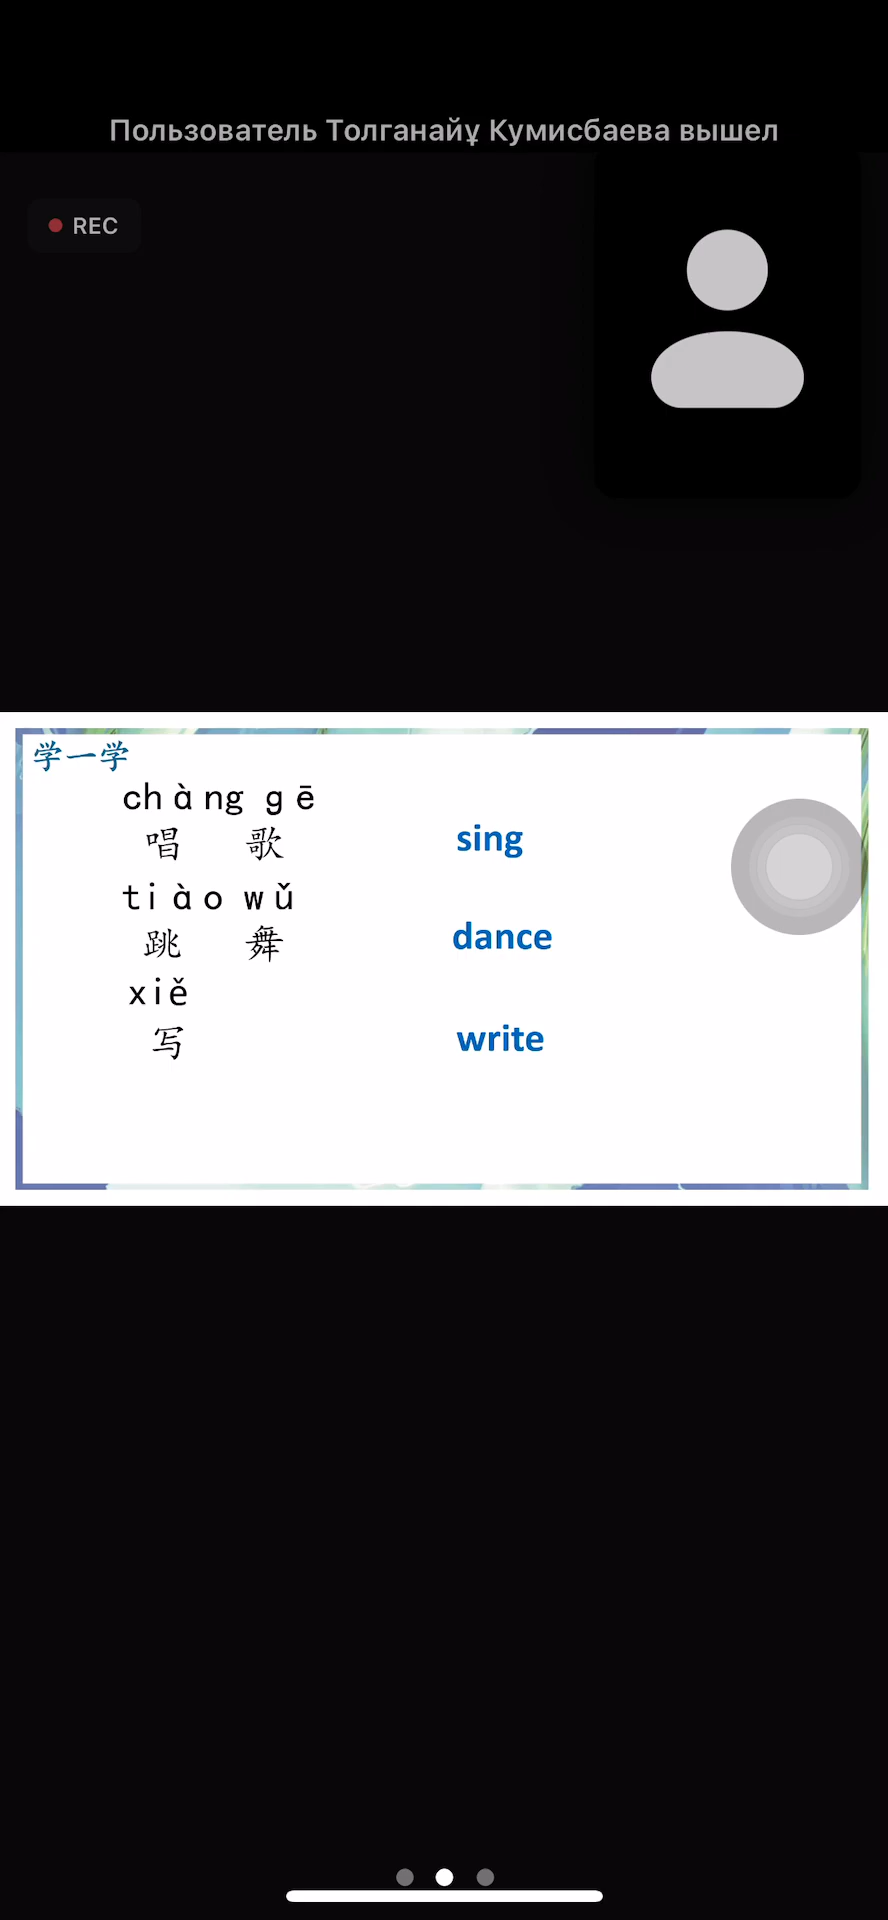 Пользователь Толганайұ Кумисбаева вышел
REC
学一学
chàng gē
唱 歌 sing
tiào wǔ
跳 舞 dance
xiě
写 write